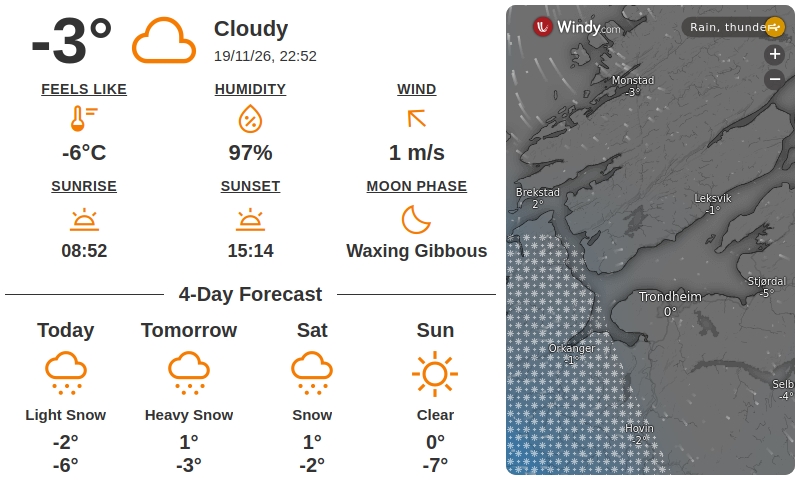 -3°
Cloudy
19/11/26, 22:52
FEELS LIKE HUMIDITY WIND
-6°C 97% 1 m/s
SUNRISE SUNSET MOON PHASE
08:52 15:14 Waxing Gibbous
4-Day Forecast
Today Tomorrow Sat Sun
Light Snow Heavy Snow Snow Clear
-2° 1° 1° 0°
-6° -3° -2° -7°
Windy.com
Rain, thunde
+
−
Monstad
-3°
Brekstad
2°
Leksvik
-1°
Stjørdal
-5°
Trondheim
0°
Orkanger
-1°
Selb
-4°
Hovin
-2°